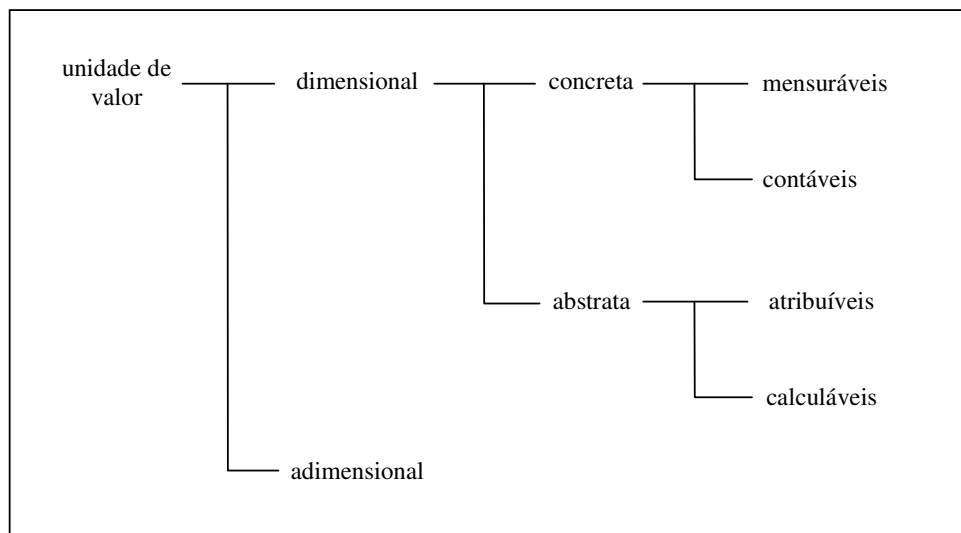 unidade de
valor
dimensional
concreta
mensuráveis
contáveis
abstrata
atribuíveis
calculáveis
adimensional